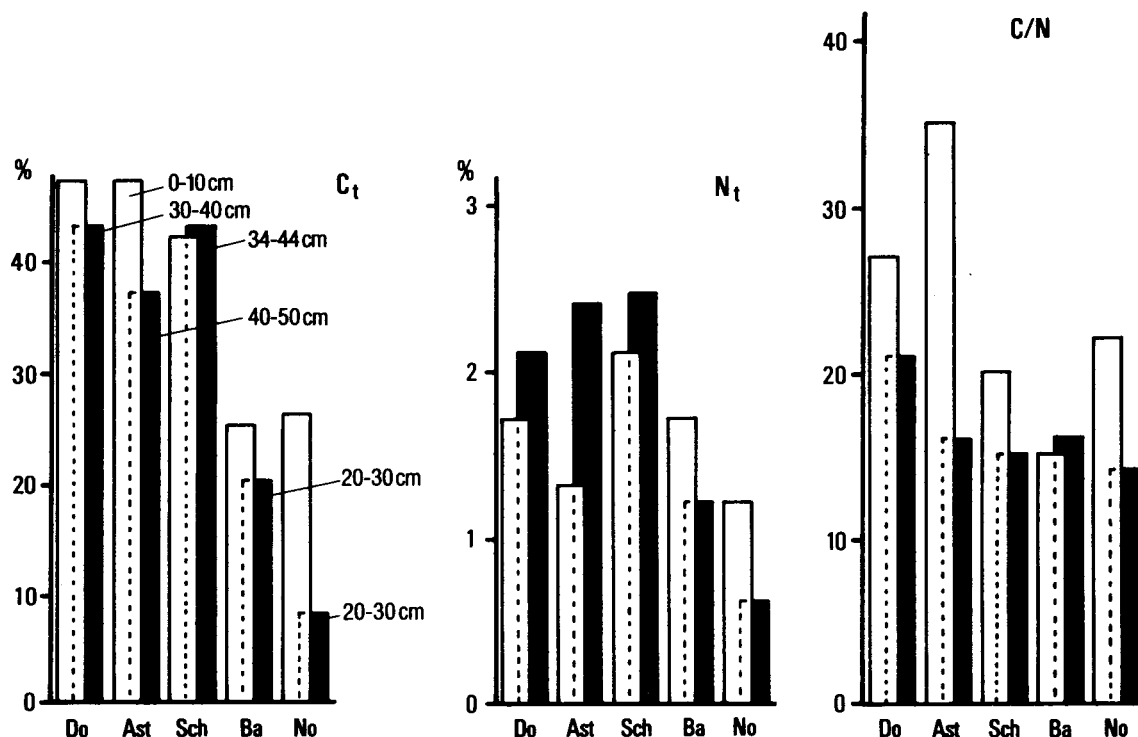 %
C_t
0-10 cm
30-40 cm
34-44 cm
40-50 cm
20-30 cm
20-30 cm
40
30
20
10
0
Do Ast Sch Ba No
%
N_t
3
2
1
0
Do Ast Sch Ba No
C/N
40
30
20
10
0
Do Ast Sch Ba No